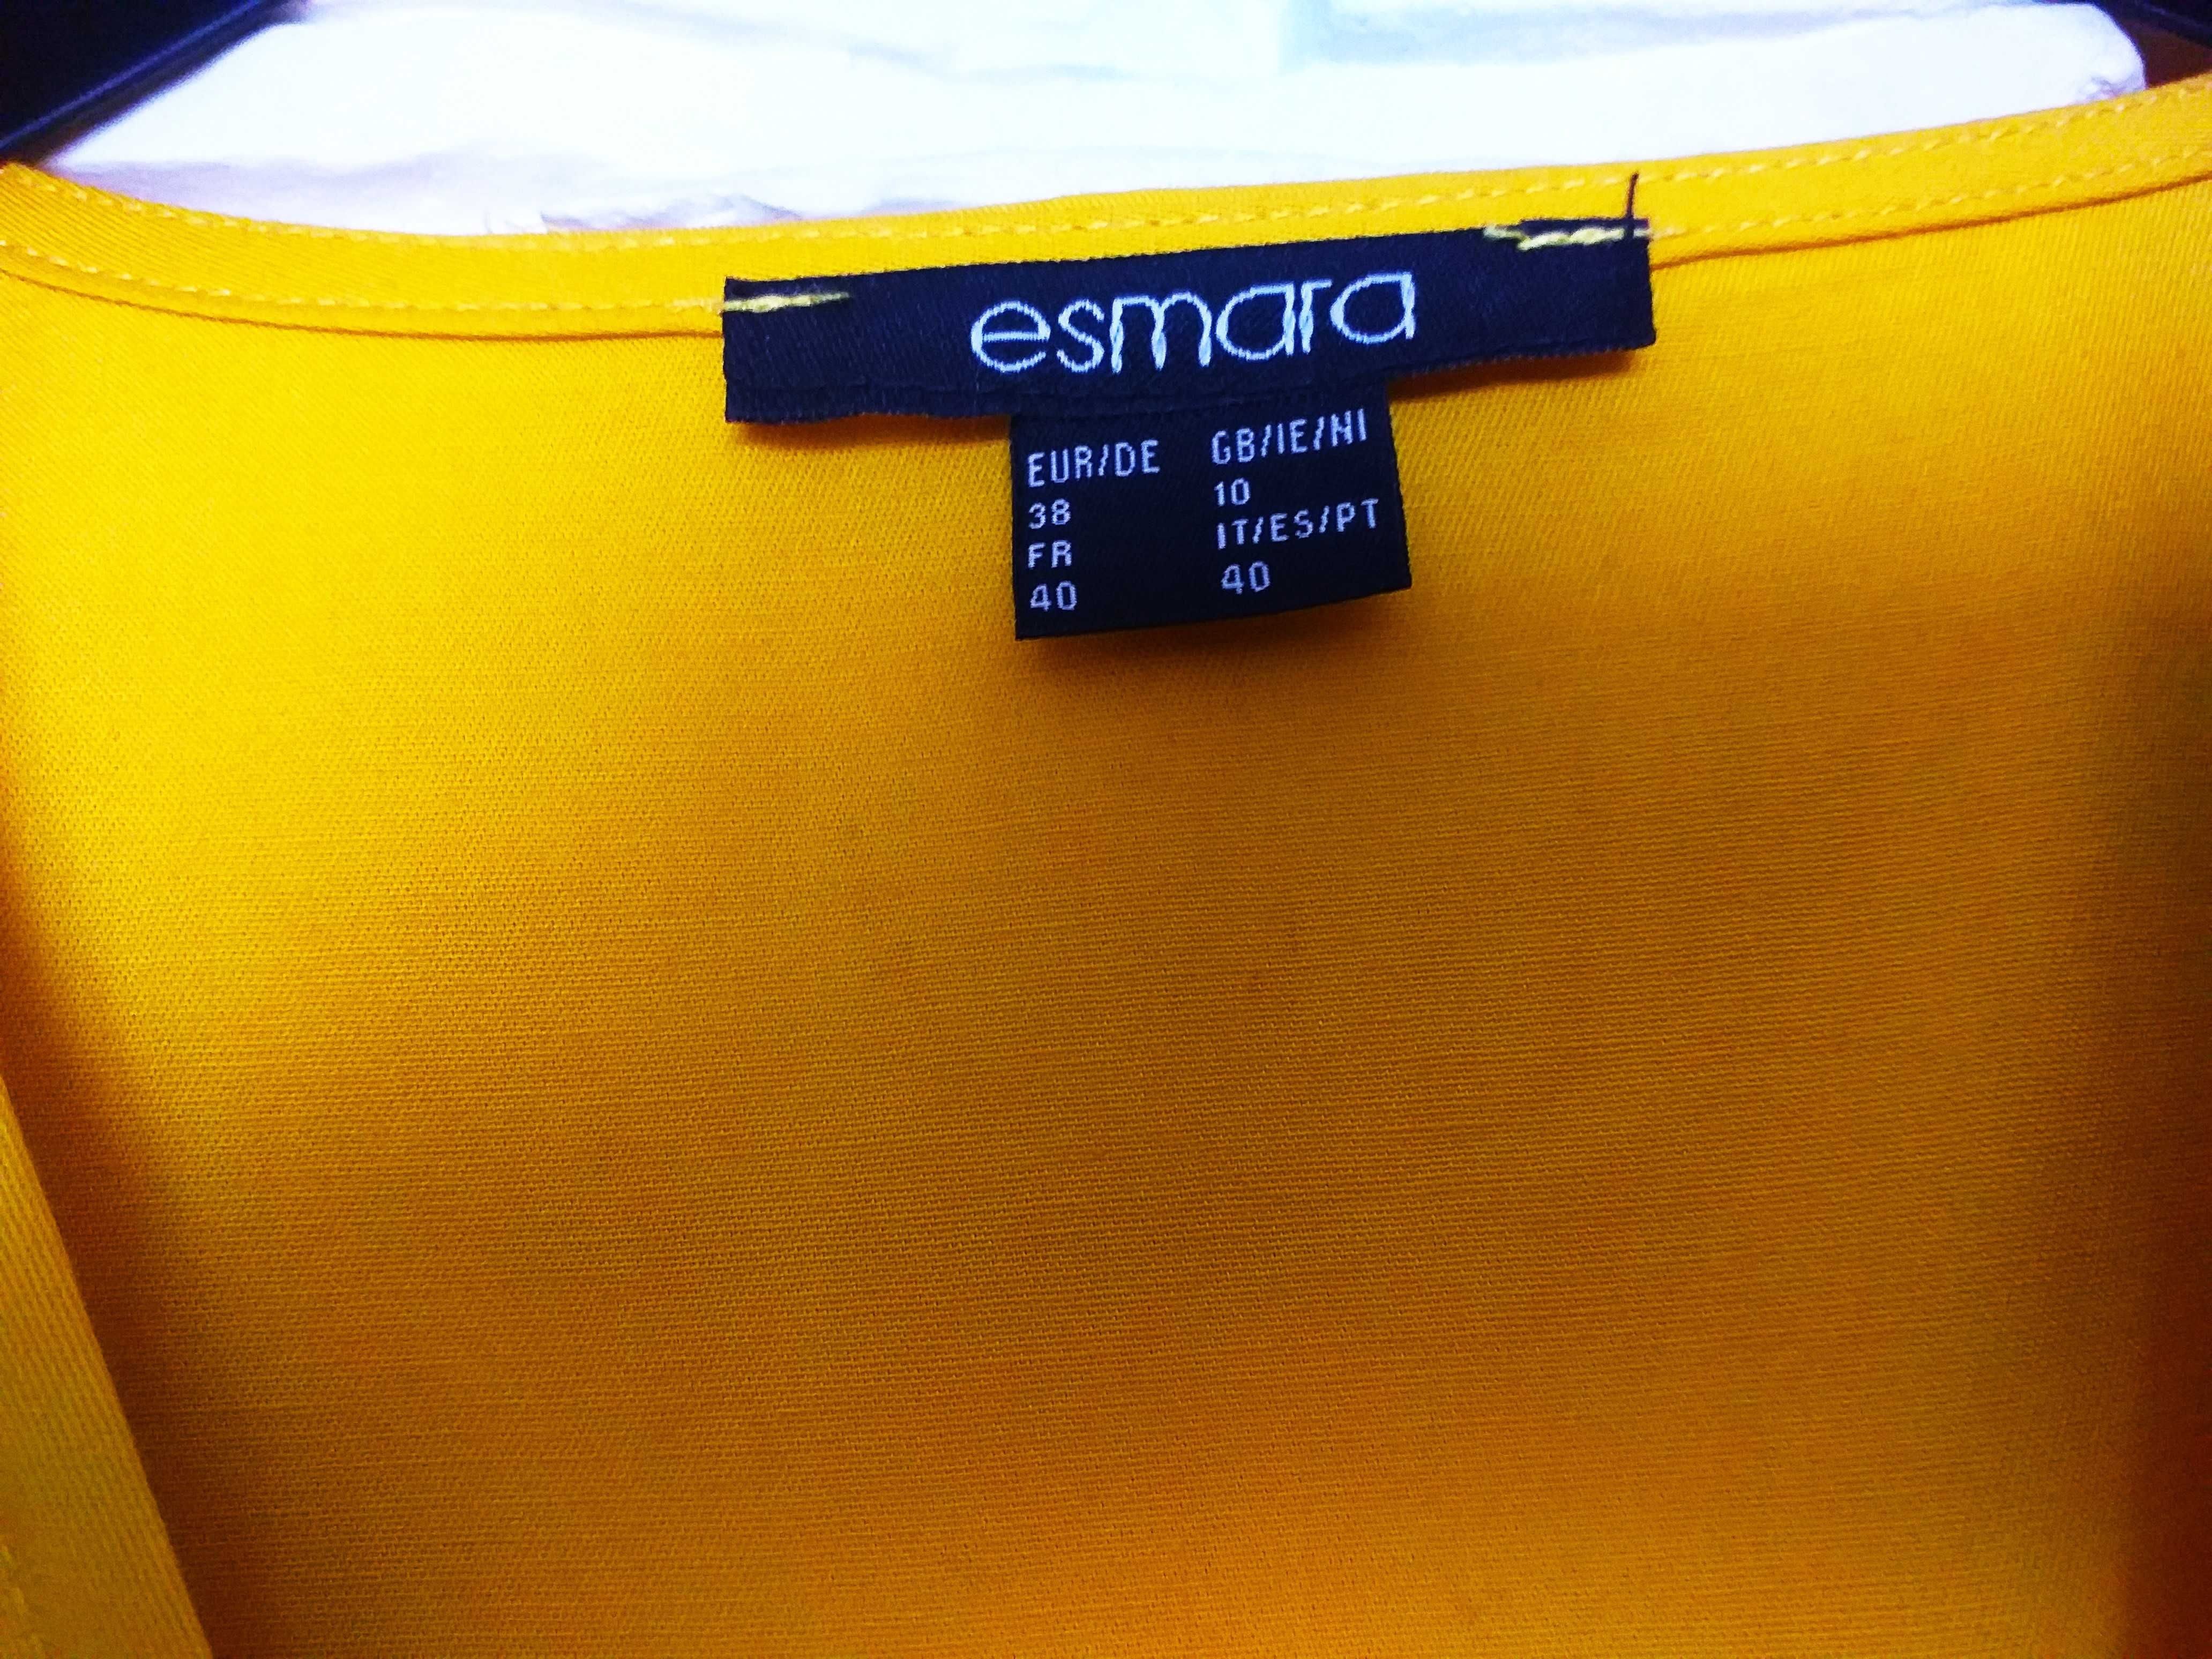 esmara
EUR/DE GB/IE/NI
38 10
FR IT/ES/PT
40 40